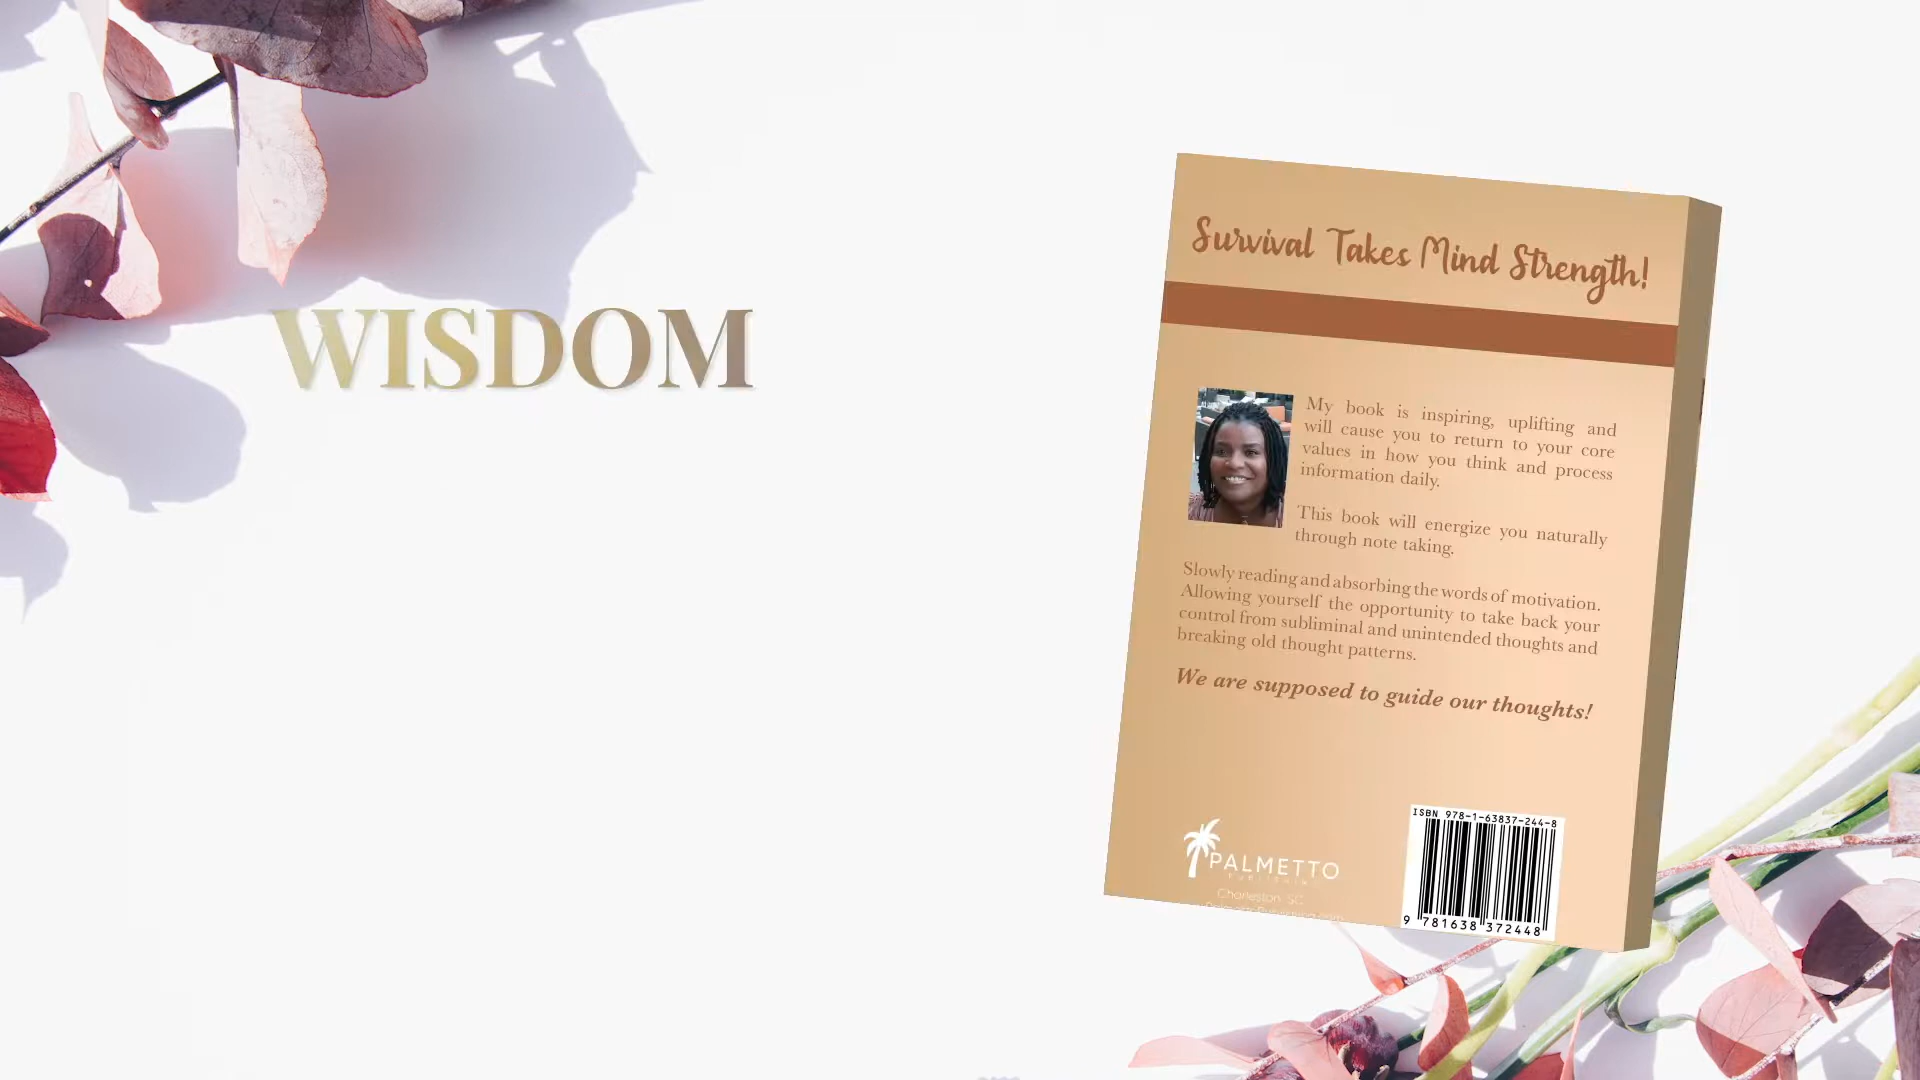 WISDOM
Survival Takes Mind Strength!
My book is inspiring, uplifting and
will cause you to return to your core
values in how you think and process
information daily.
This book will energize you naturally
through note taking.
Slowly reading and absorbing the words of motivation.
Allowing yourself the opportunity to take back your
control from subliminal and unintended thoughts and
breaking old thought patterns.
We are supposed to guide our thoughts!
PALMETTO
Charleston, SC
ISBN 978-1-63837-244-8
9 781638 372448